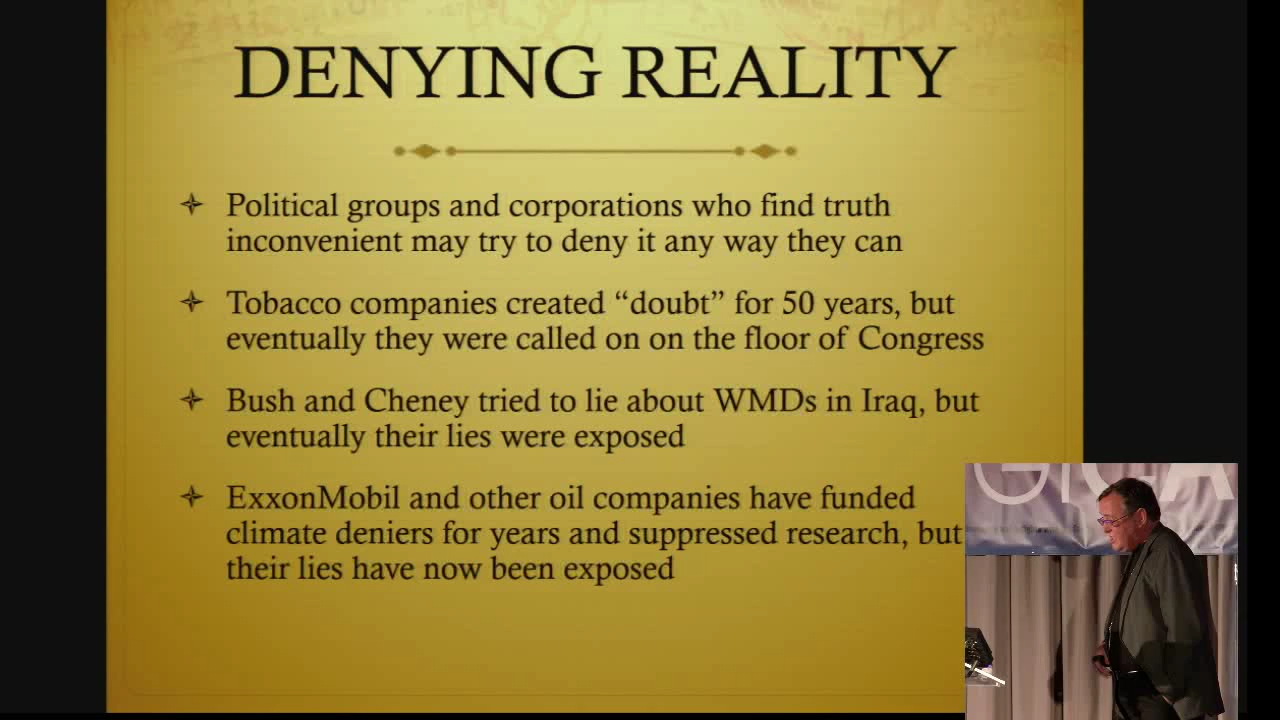 DENYING REALITY
Political groups and corporations who find truth
inconvenient may try to deny it any way they can
Tobacco companies created “doubt” for 50 years, but
eventually they were called on on the floor of Congress
Bush and Cheney tried to lie about WMDs in Iraq, but
eventually their lies were exposed
ExxonMobil and other oil companies have funded
climate deniers for years and suppressed research, but
their lies have now been exposed